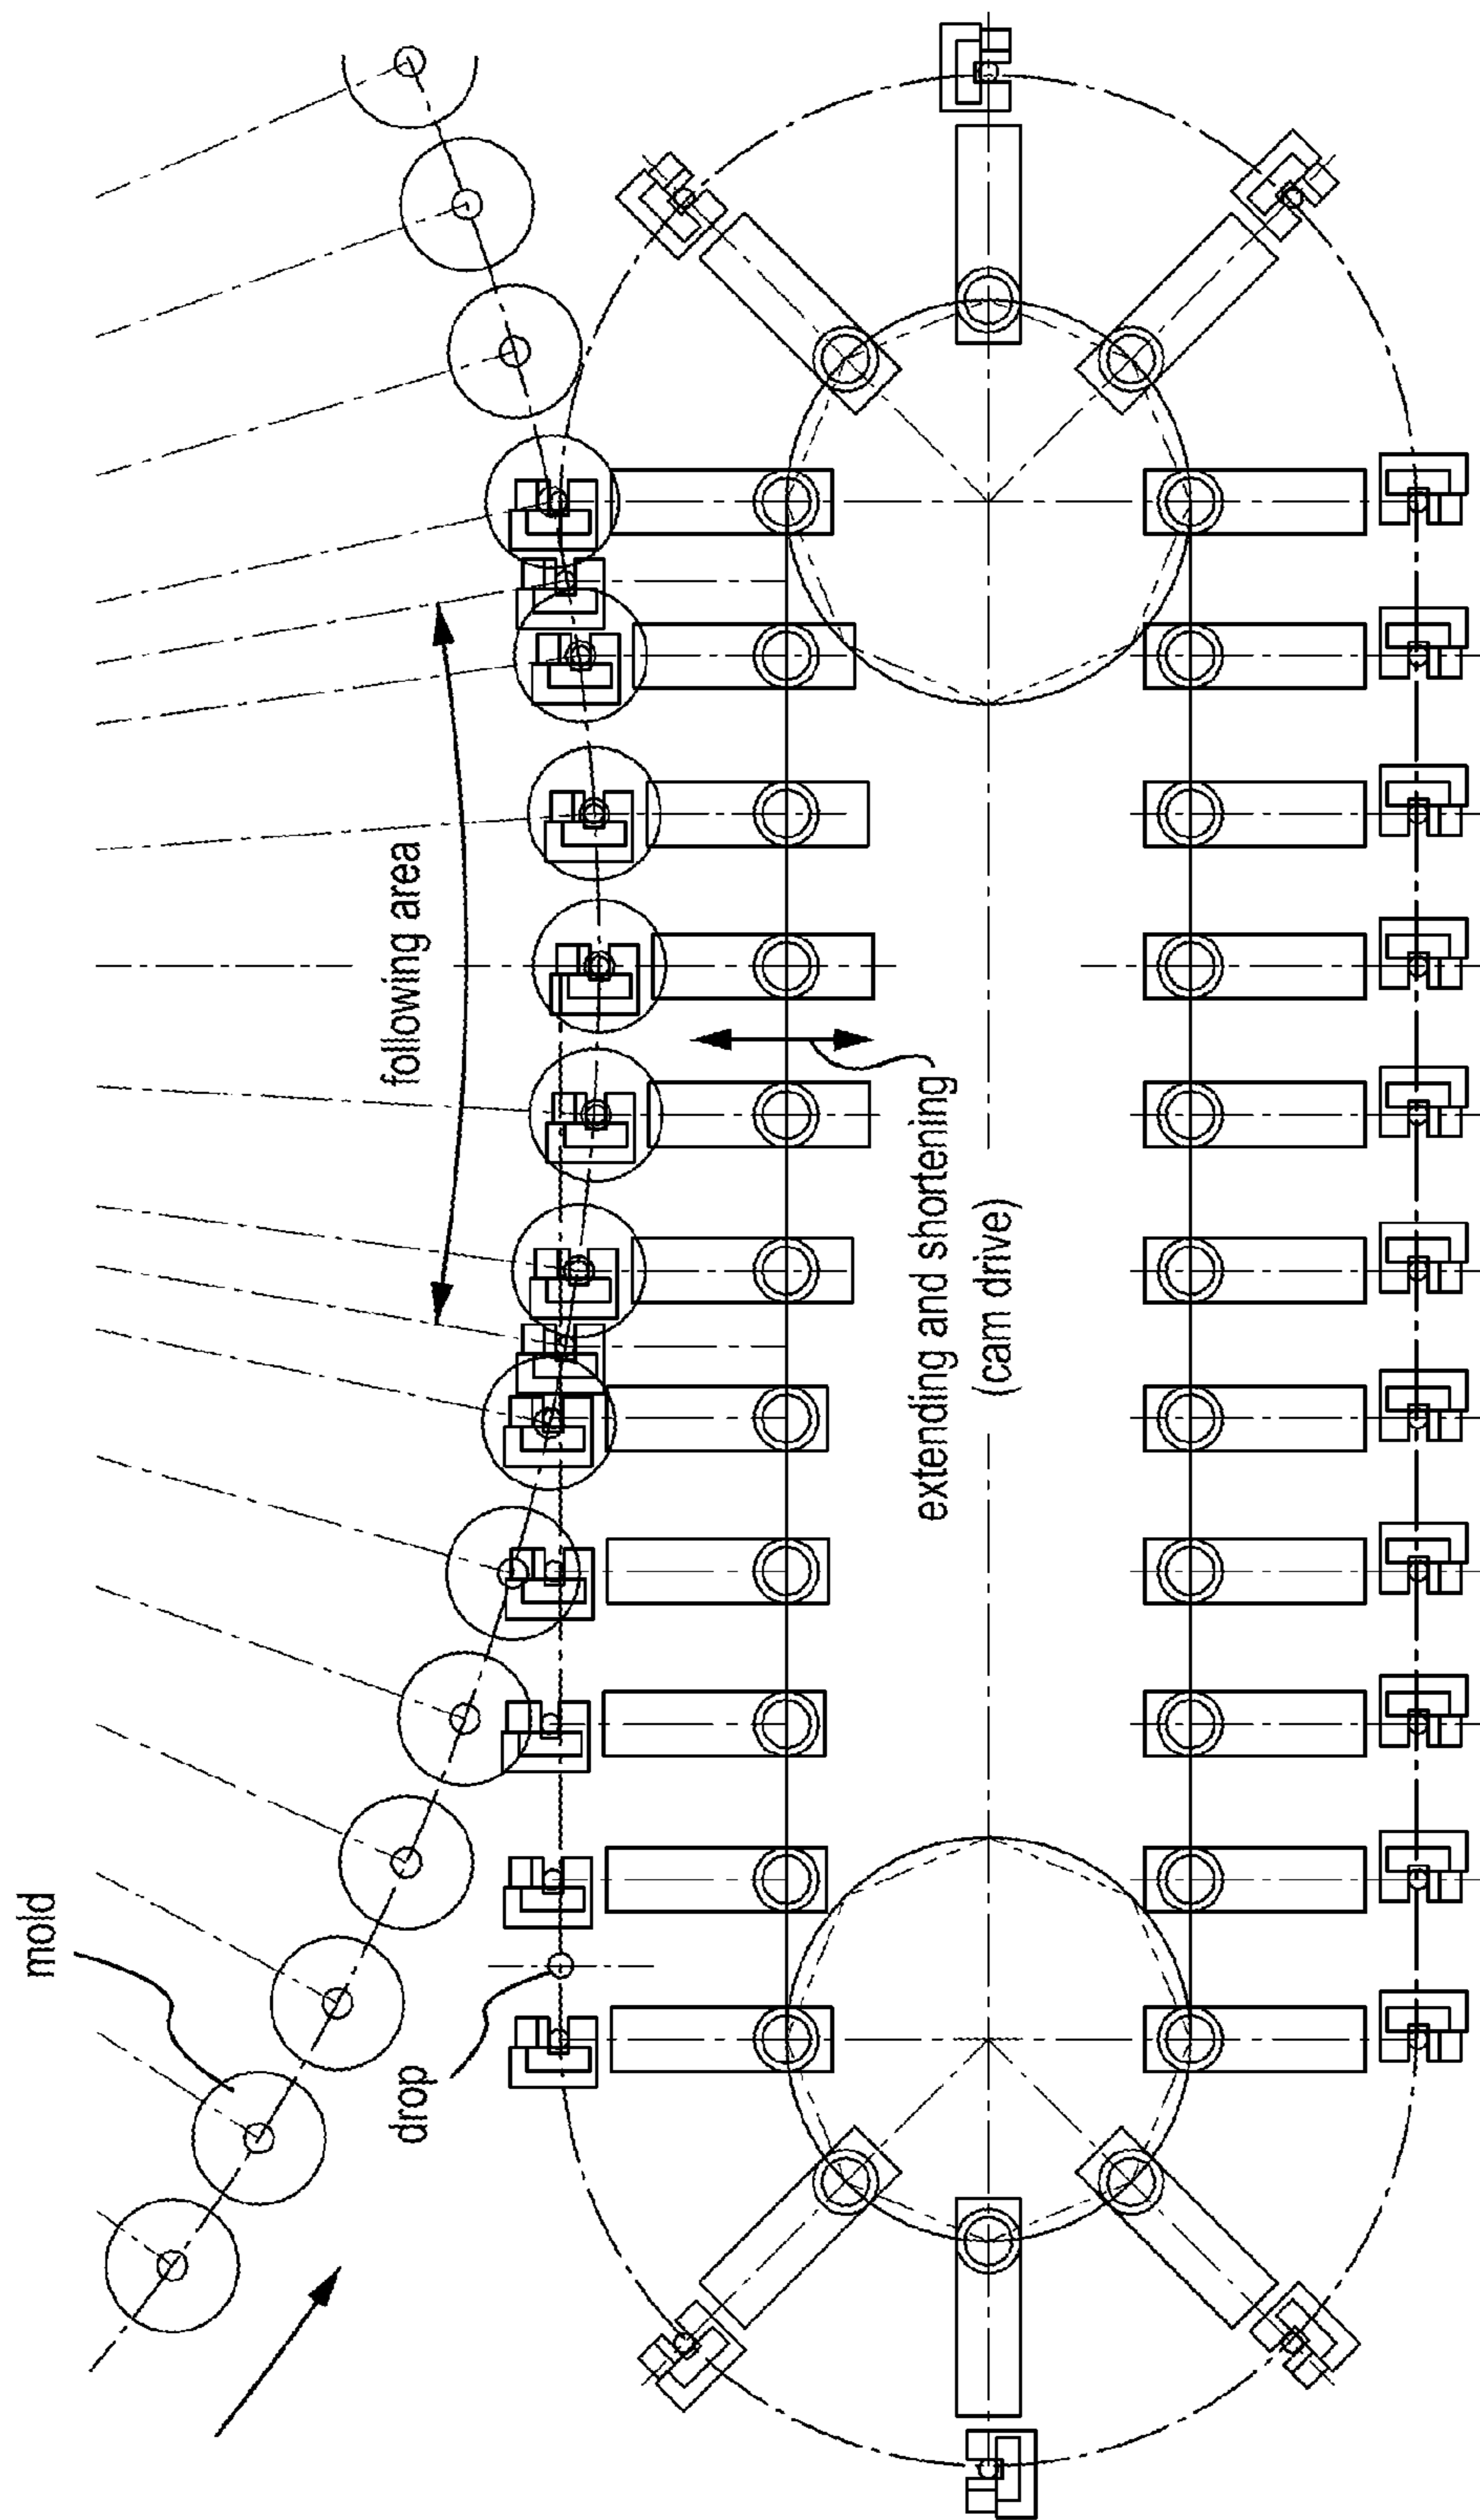 mold
drop
following area
extending and shortening
(cam drive)